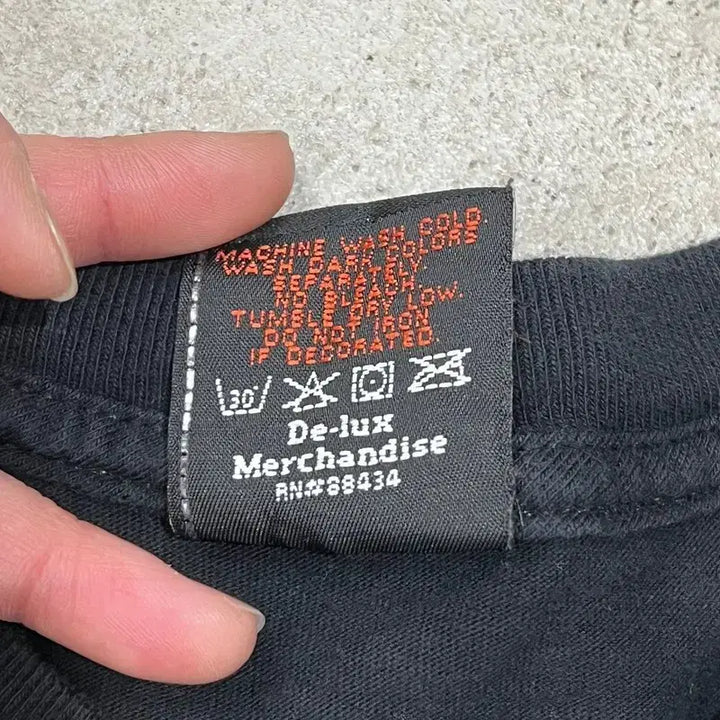 MACHINE WASH COLD
WASH DARK COLORS
SEPARATELY.
NO BLEACH.
TUMBLE DRY LOW.
DO NOT IRON
IF DECORATED.
30°
De-lux
Merchandise
RN#88434